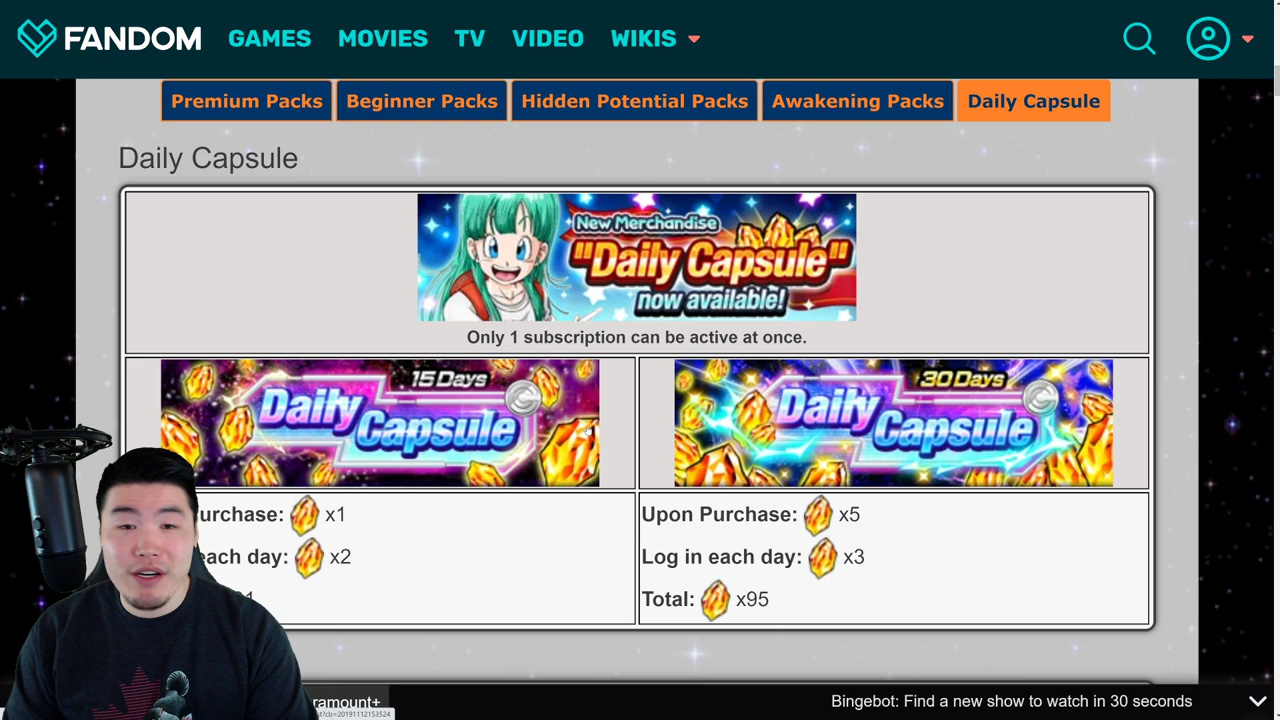 FANDOM GAMES MOVIES TV VIDEO WIKIS
Premium Packs Beginner Packs Hidden Potential Packs Awakening Packs Daily Capsule
Daily Capsule
New Merchandise
"Daily Capsule"
now available!
Only 1 subscription can be active at once.
15 Days
Daily
Capsule
30 Days
Daily
Capsule
urchase: x1
each day: x2
Upon Purchase: x5
Log in each day: x3
Total: x95
ramount+
Bingebot: Find a new show to watch in 30 seconds